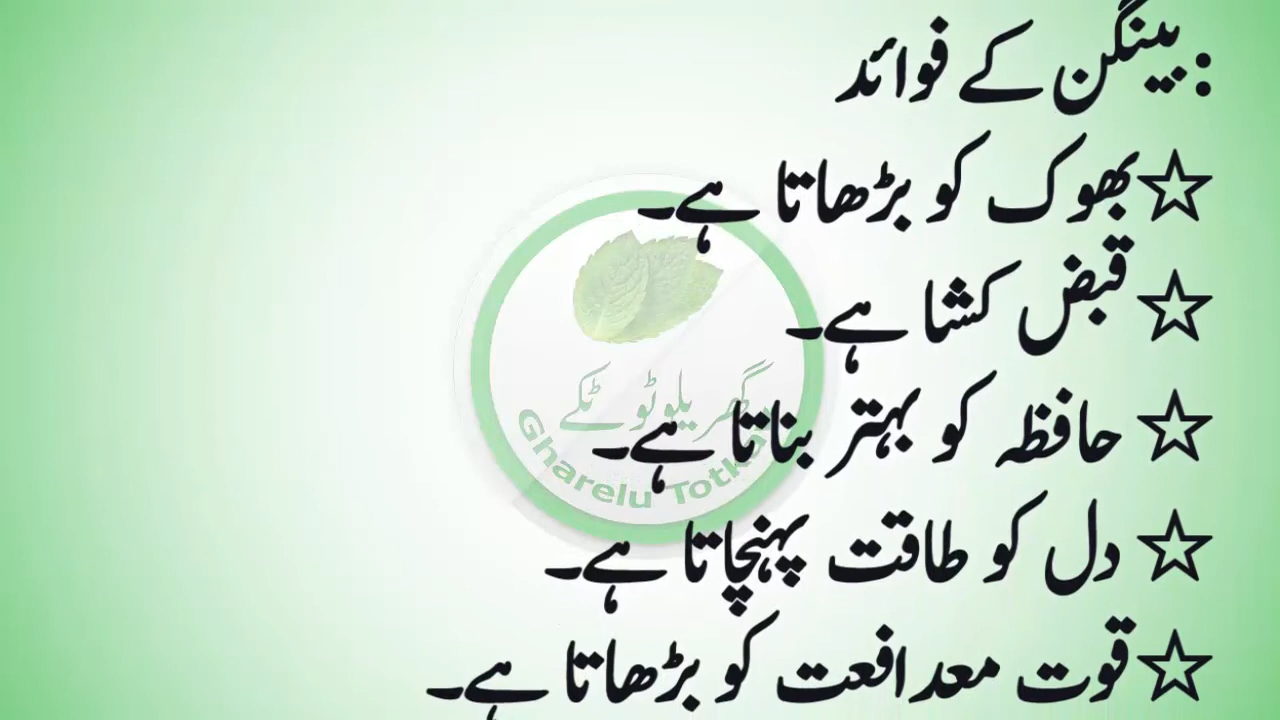 :بینگن کے فوائد
☆بھوک کو بڑھاتا ہے۔
☆ قبض کشا ہے۔
☆ حافظہ کو بہتر بناتا ہے۔
☆ دل کو طاقت پہنچاتا ہے۔
☆قوت معدافعت کو بڑھاتا ہے۔
گھریلو ٹوٹکے
Gharelu Totkay